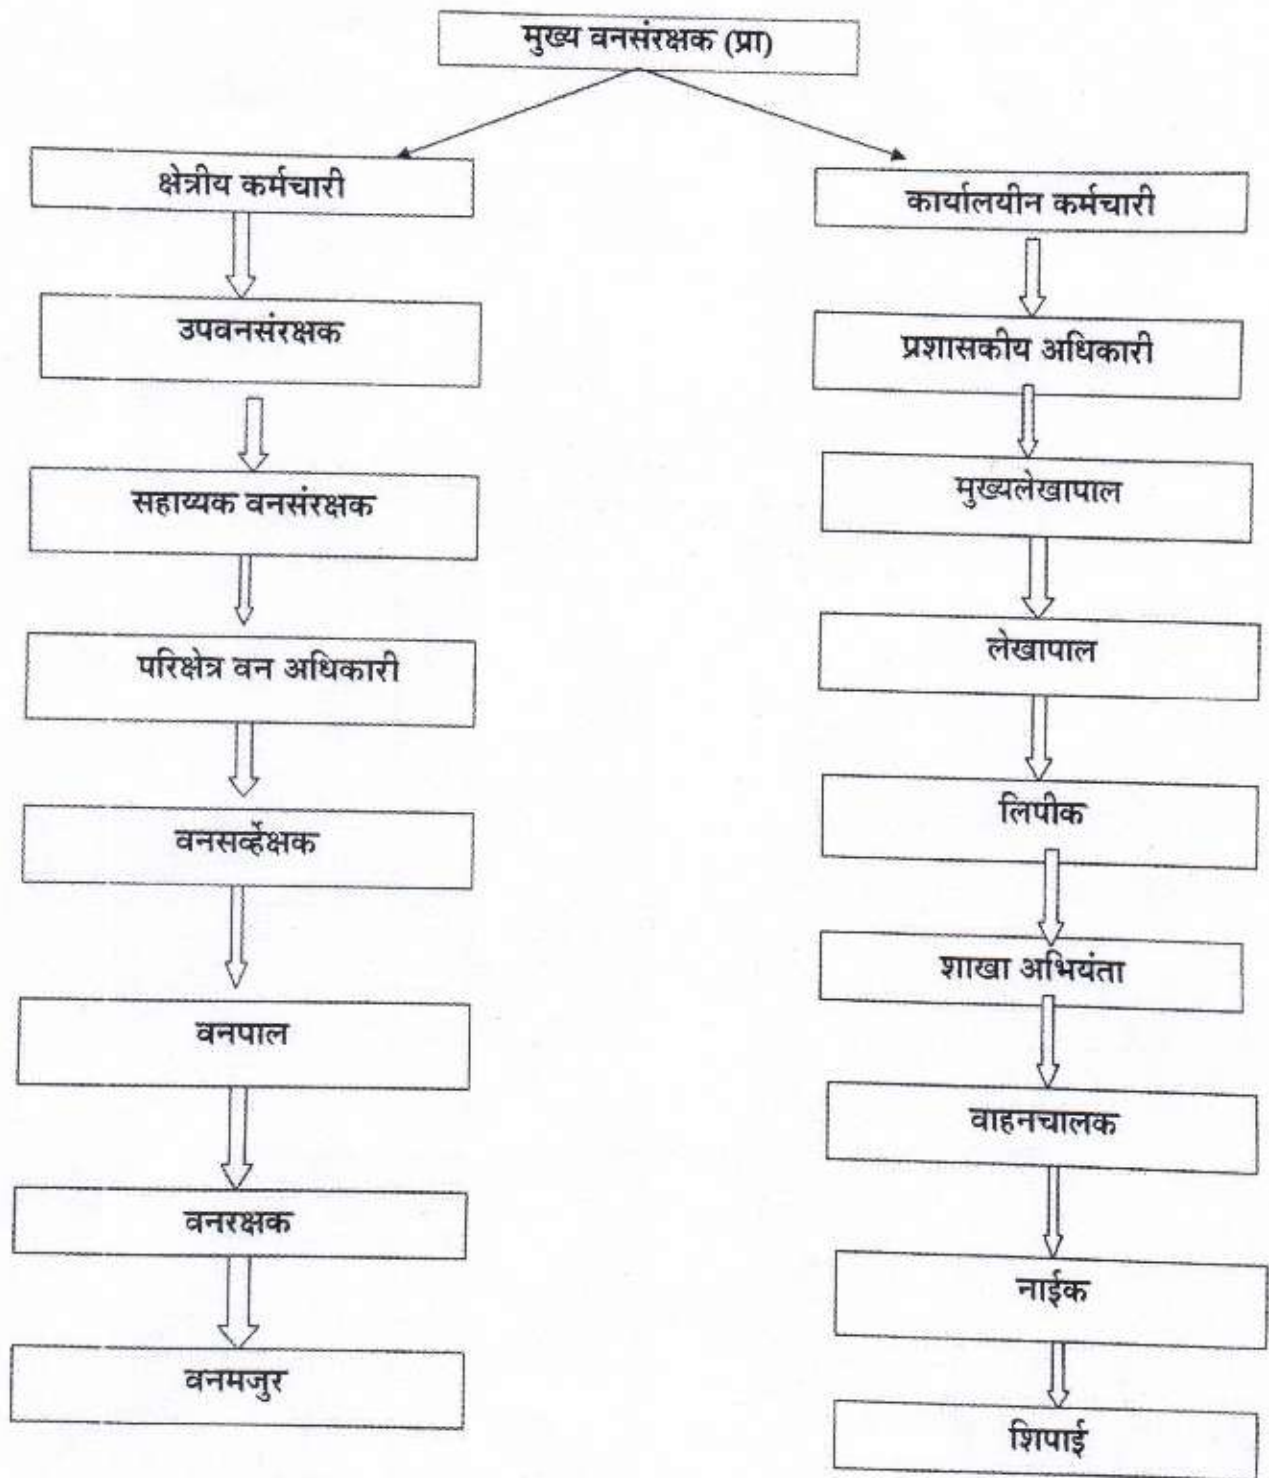 मुख्य वनसंरक्षक (प्रा)
क्षेत्रीय कर्मचारी
उपवनसंरक्षक
सहाय्यक वनसंरक्षक
परिक्षेत्र वन अधिकारी
वनसर्व्हेक्षक
वनपाल
वनरक्षक
वनमजुर
कार्यालयीन कर्मचारी
प्रशासकीय अधिकारी
मुख्यलेखापाल
लेखापाल
लिपीक
शाखा अभियंता
वाहनचालक
नाईक
शिपाई